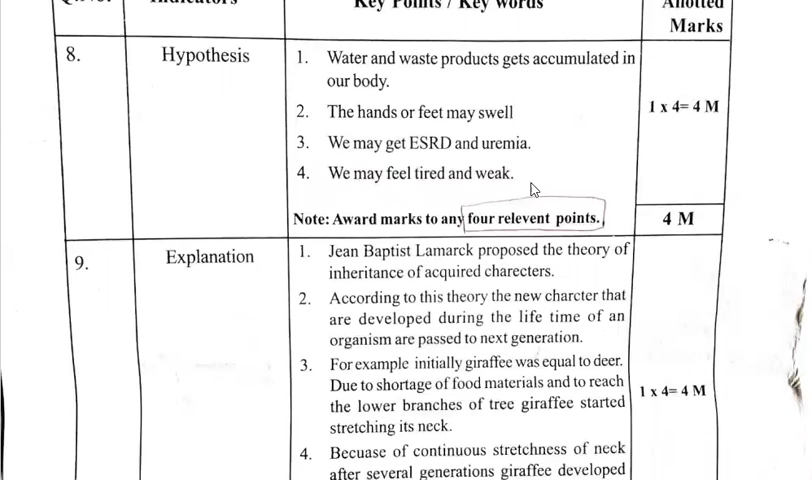 Key Points / Key words
Allotted
Marks
8.
Hypothesis
1. Water and waste products gets accumulated in
our body.
2. The hands or feet may swell
3. We may get ESRD and uremia.
4. We may feel tired and weak.
1 x 4= 4 M
Note: Award marks to any four relevent points.
4 M
9.
Explanation
1. Jean Baptist Lamarck proposed the theory of
inheritance of acquired charecters.
2. According to this theory the new charcter that
are developed during the life time of an
organism are passed to next generation.
3. For example initially giraffee was equal to deer.
Due to shortage of food materials and to reach
the lower branches of tree giraffee started
stretching its neck.
1 x 4= 4 M
4. Becuase of continuous stretchness of neck
after several generations giraffee developed